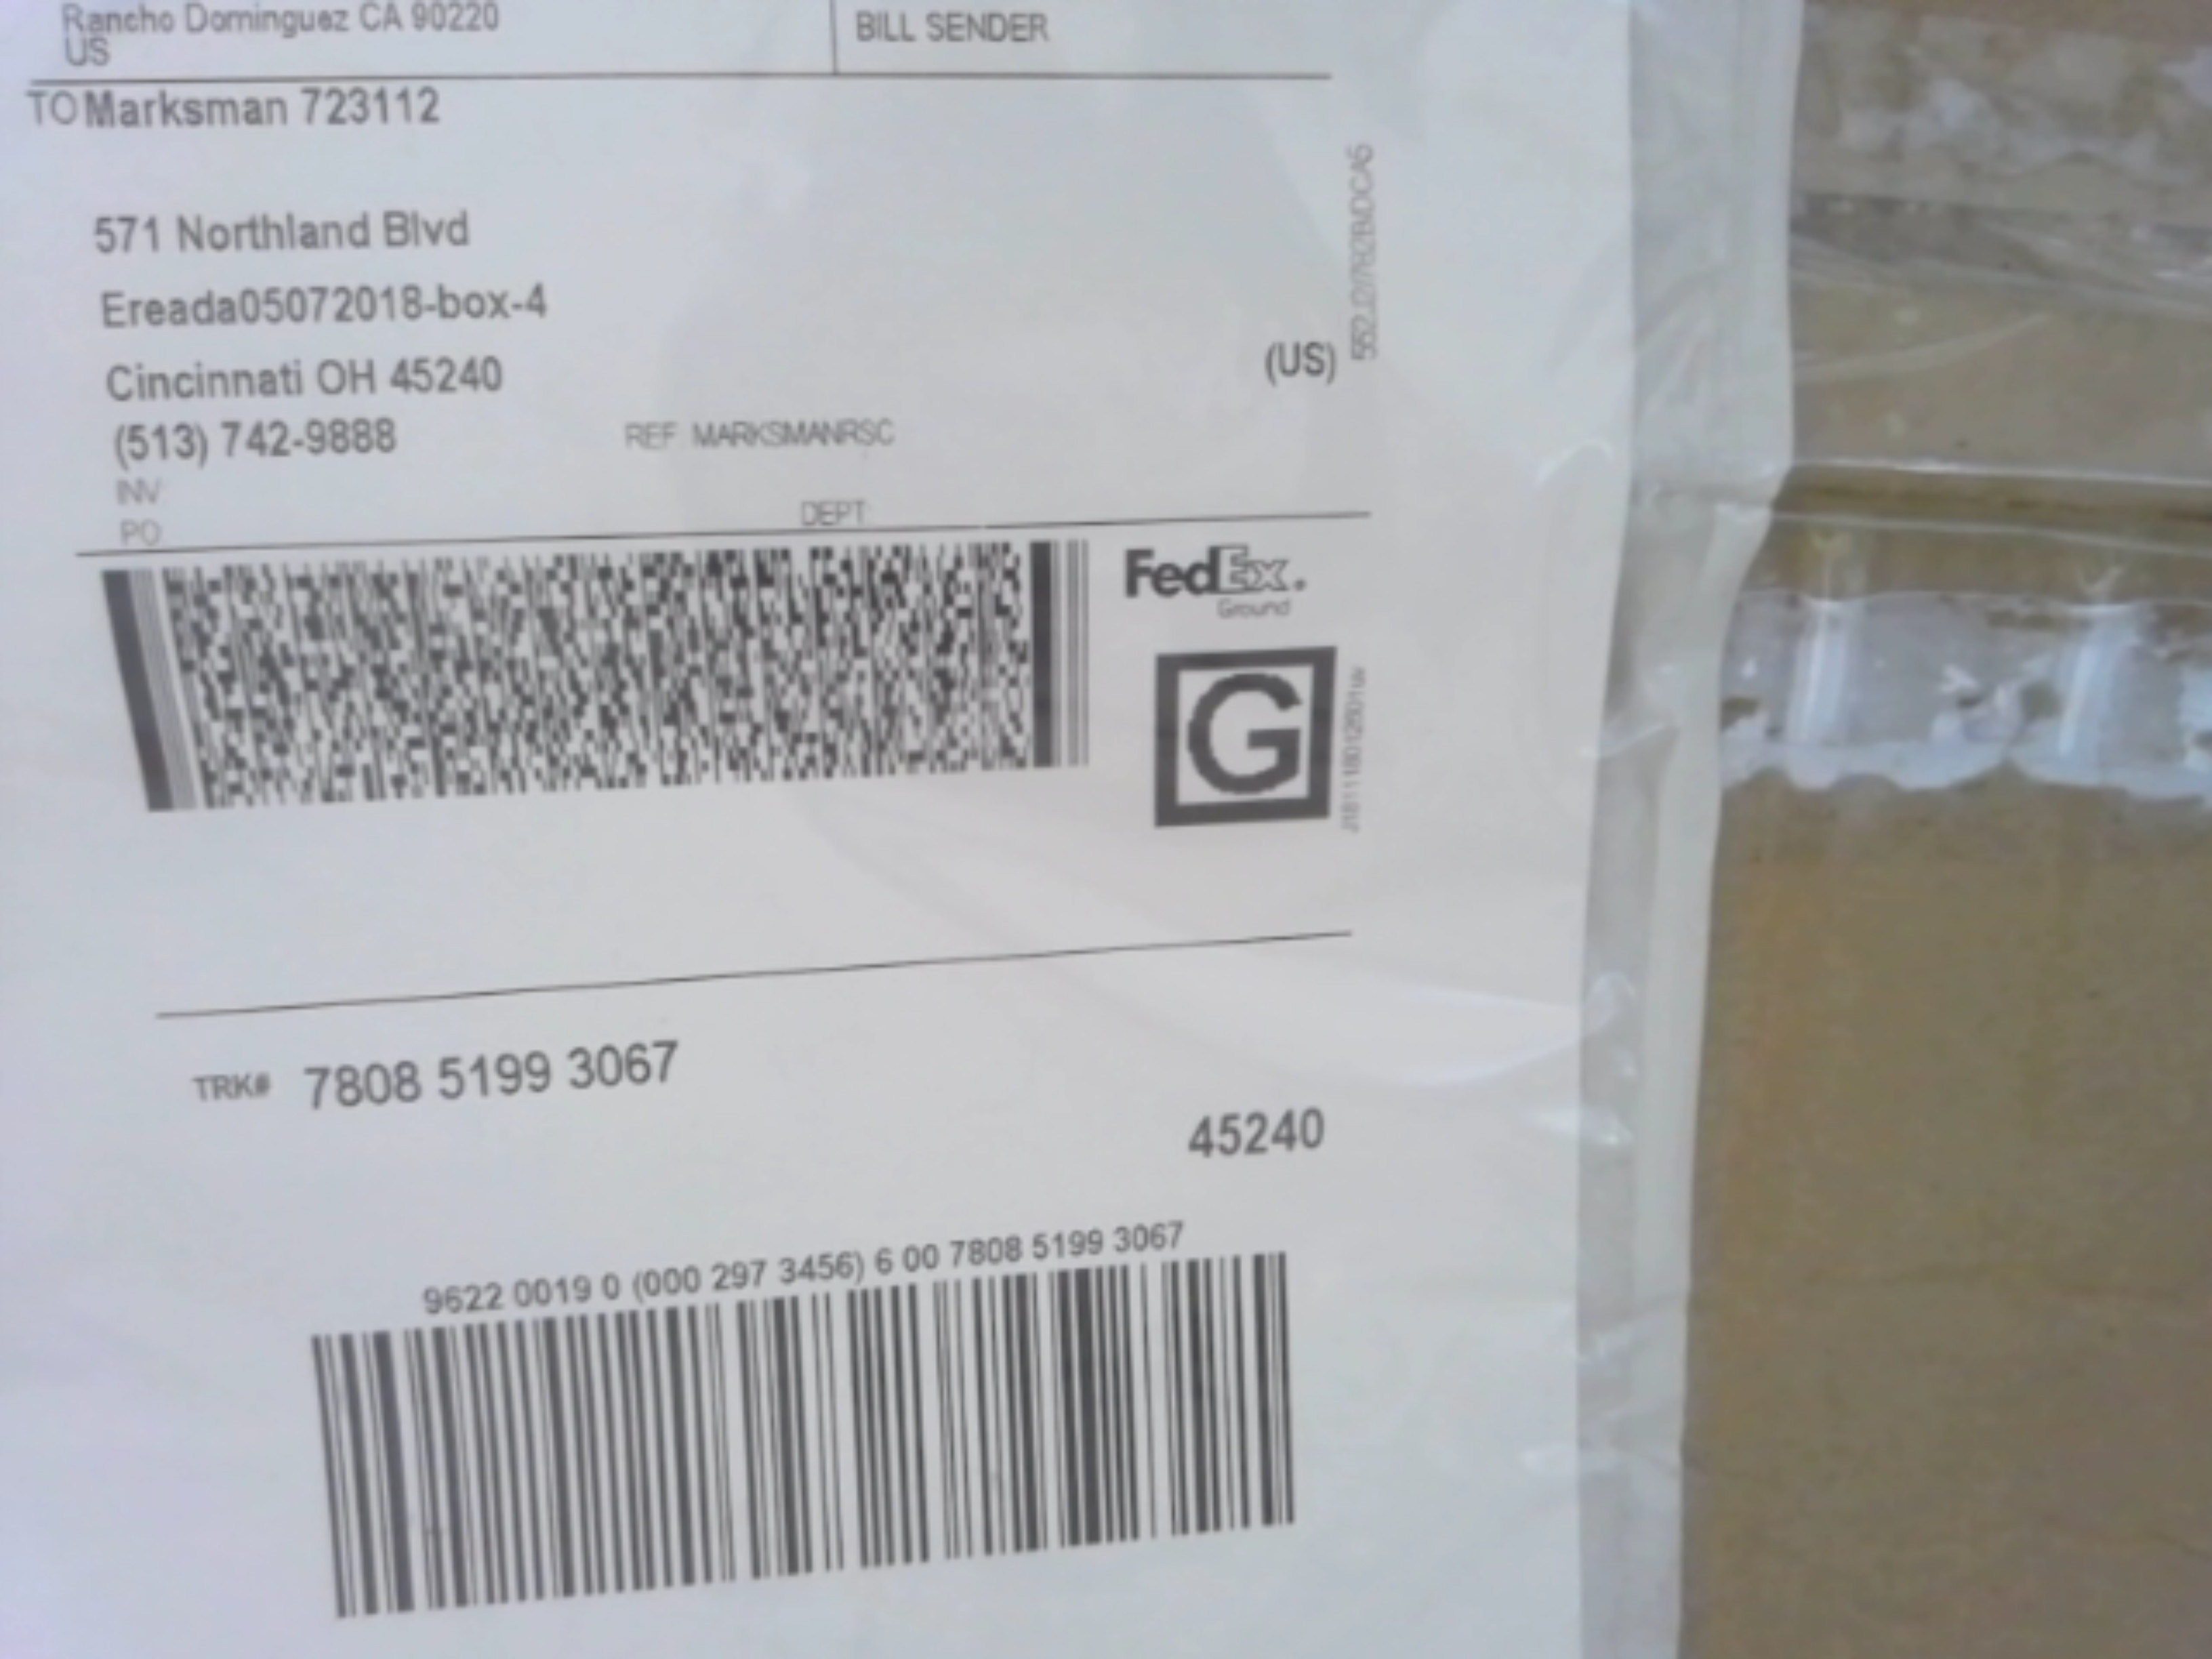 Rancho Dominguez CA 90220
US
BILL SENDER
TO Marksman 723112
571 Northland Blvd
Ereada05072018-box-4
Cincinnati OH 45240
(US)
(513) 742-9888
REF MARKSMANRSC
INV
PO
DEPT:
FedEx.
Ground
G
TRK# 7808 5199 3067
45240
9622 0019 0 (000 297 3456) 6 00 7808 5199 3067